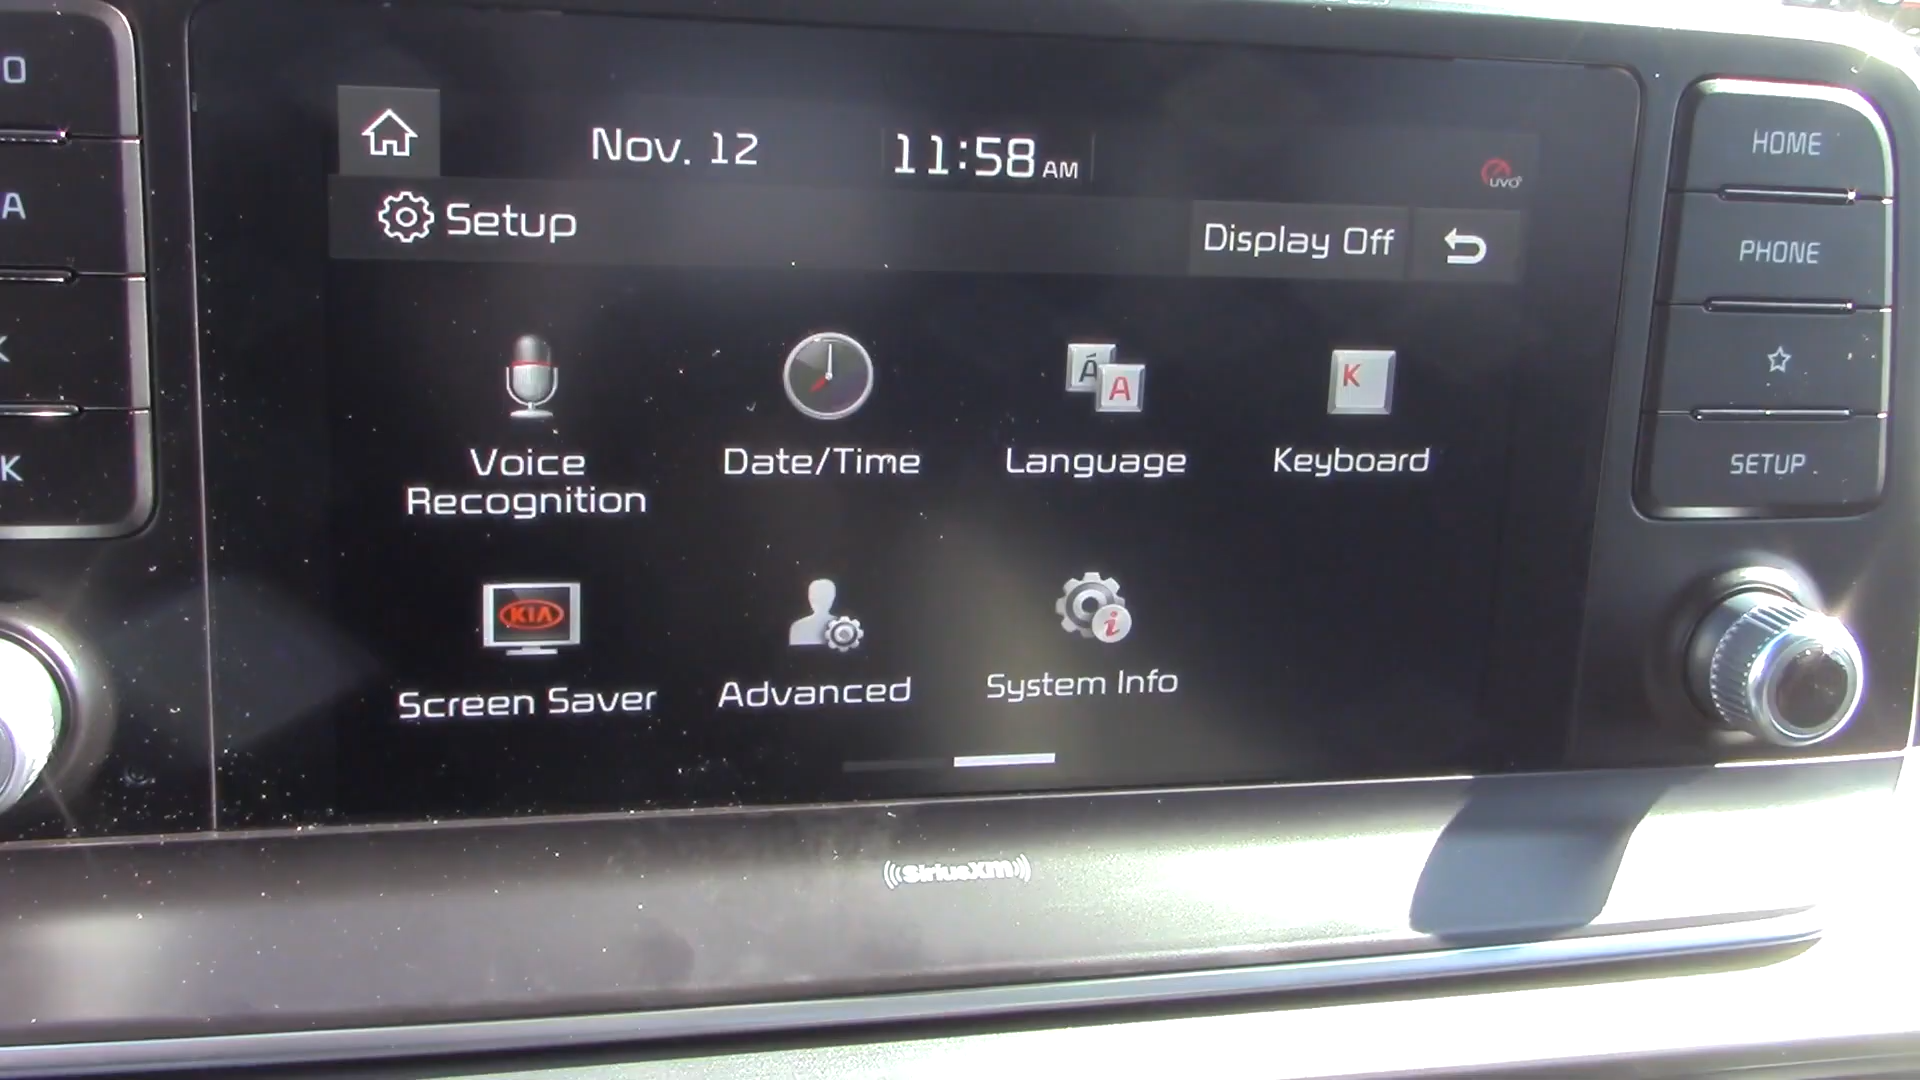 Nov. 12
11:58 AM
UVO
Setup
Display Off
Á
A
K
Voice
Recognition
Date/Time
Language
Keyboard
KIA
Screen Saver
Advanced
i
System Info
HOME
PHONE
SETUP
((SiriusXM))
O
A
K
K